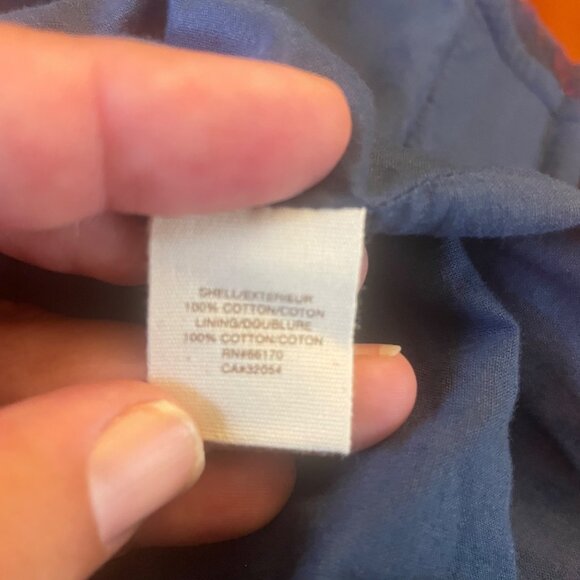 SHELL/EXTERIEUR
100% COTTON/COTON
LINING/DOUBLURE
100% COTTON/COTON
RN#66170
CA#32054